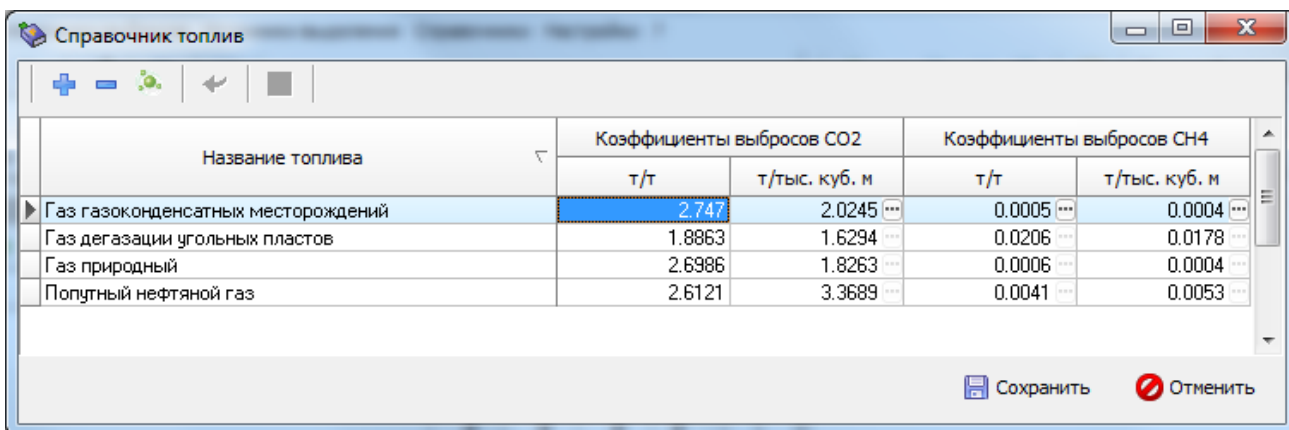 Справочник топлив
Название топлива
Коэффициенты выбросов CO2
Коэффициенты выбросов CH4
т/т
т/тыс. куб. м
т/т
т/тыс. куб. м
Газ газоконденсатных месторождений 2.747 2.0245 0.0005 0.0004
Газ дегазации угольных пластов 1.8863 1.6294 0.0206 0.0178
Газ природный 2.6986 1.8263 0.0006 0.0004
Попутный нефтяной газ 2.6121 3.3689 0.0041 0.0053
Сохранить
Отменить